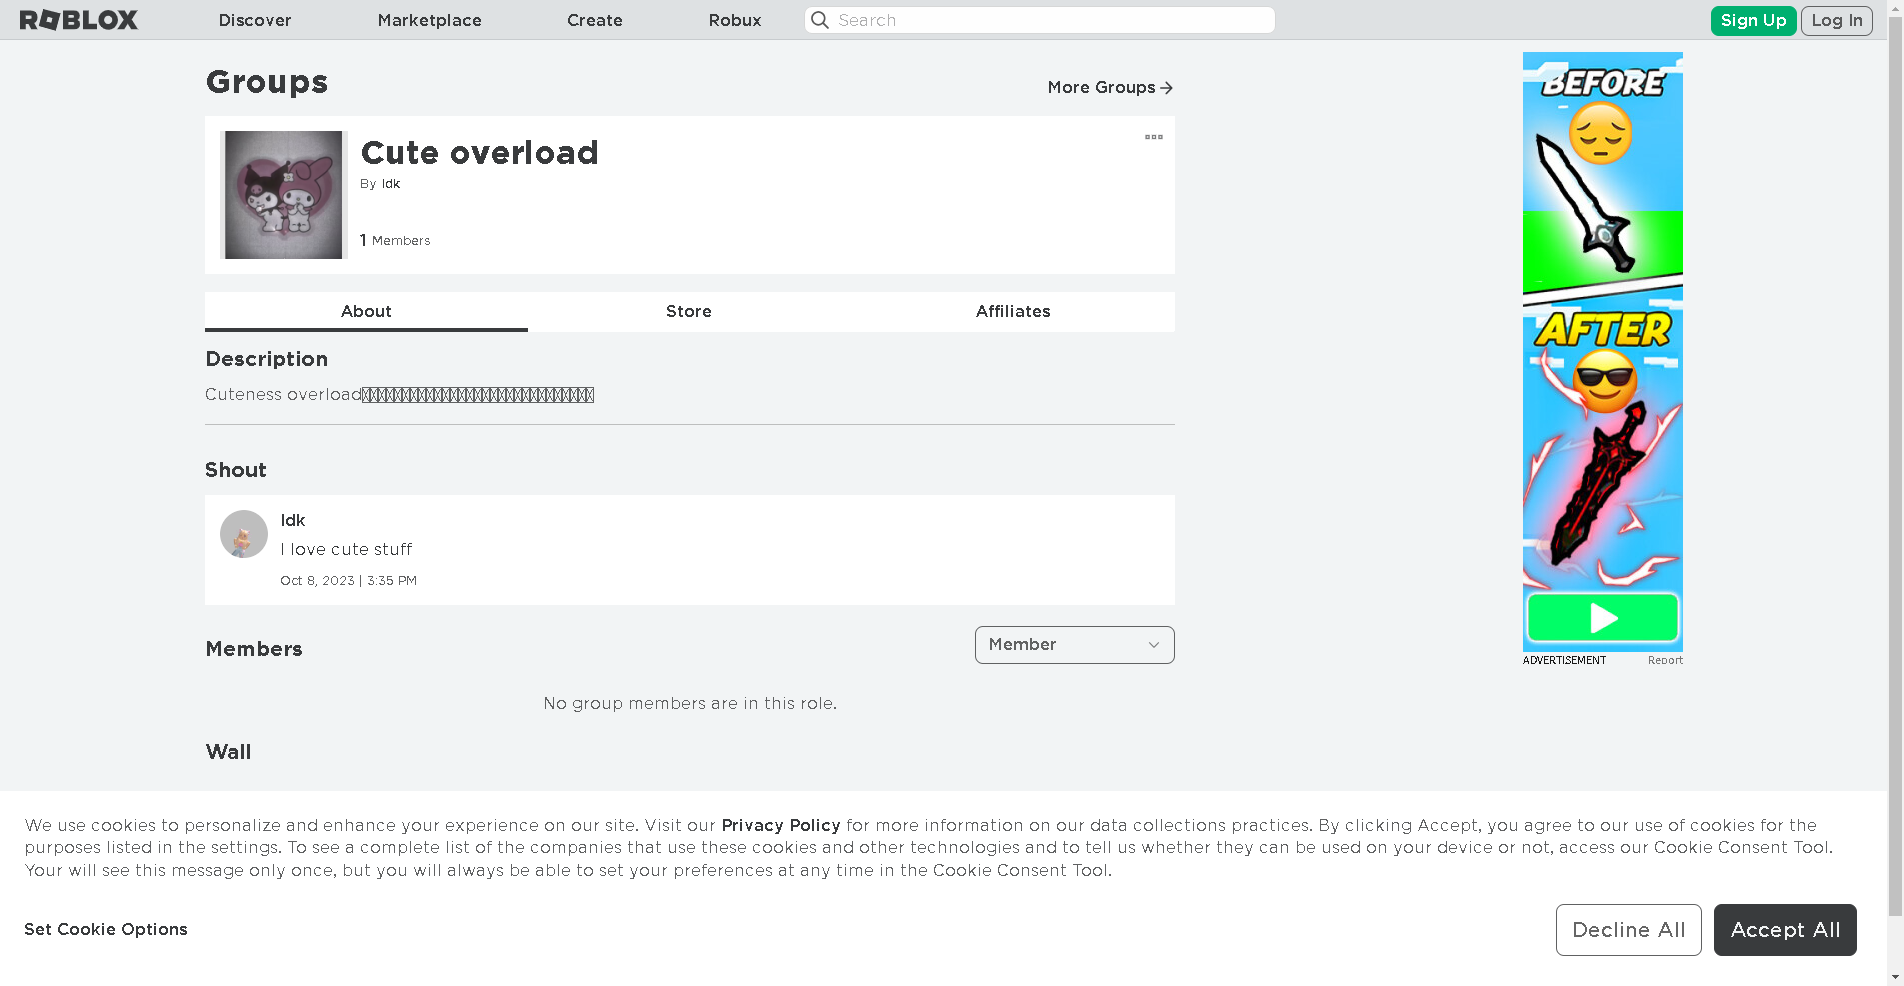 ROBLOX
Discover
Marketplace
Create
Robux
Search
Sign Up
Log In
Groups
More Groups
Cute overload
By Idk
1 Members
About
Store
Affiliates
Description
Cuteness overload
Shout
Idk
I love cute stuff
Oct 8, 2023 | 3:35 PM
Members
Member
No group members are in this role.
Wall
BEFORE
AFTER
ADVERTISEMENT
Report
We use cookies to personalize and enhance your experience on our site. Visit our Privacy Policy for more information on our data collections practices. By clicking Accept, you agree to our use of cookies for the
purposes listed in the settings. To see a complete list of the companies that use these cookies and other technologies and to tell us whether they can be used on your device or not, access our Cookie Consent Tool.
Your will see this message only once, but you will always be able to set your preferences at any time in the Cookie Consent Tool.
Set Cookie Options
Decline All
Accept All